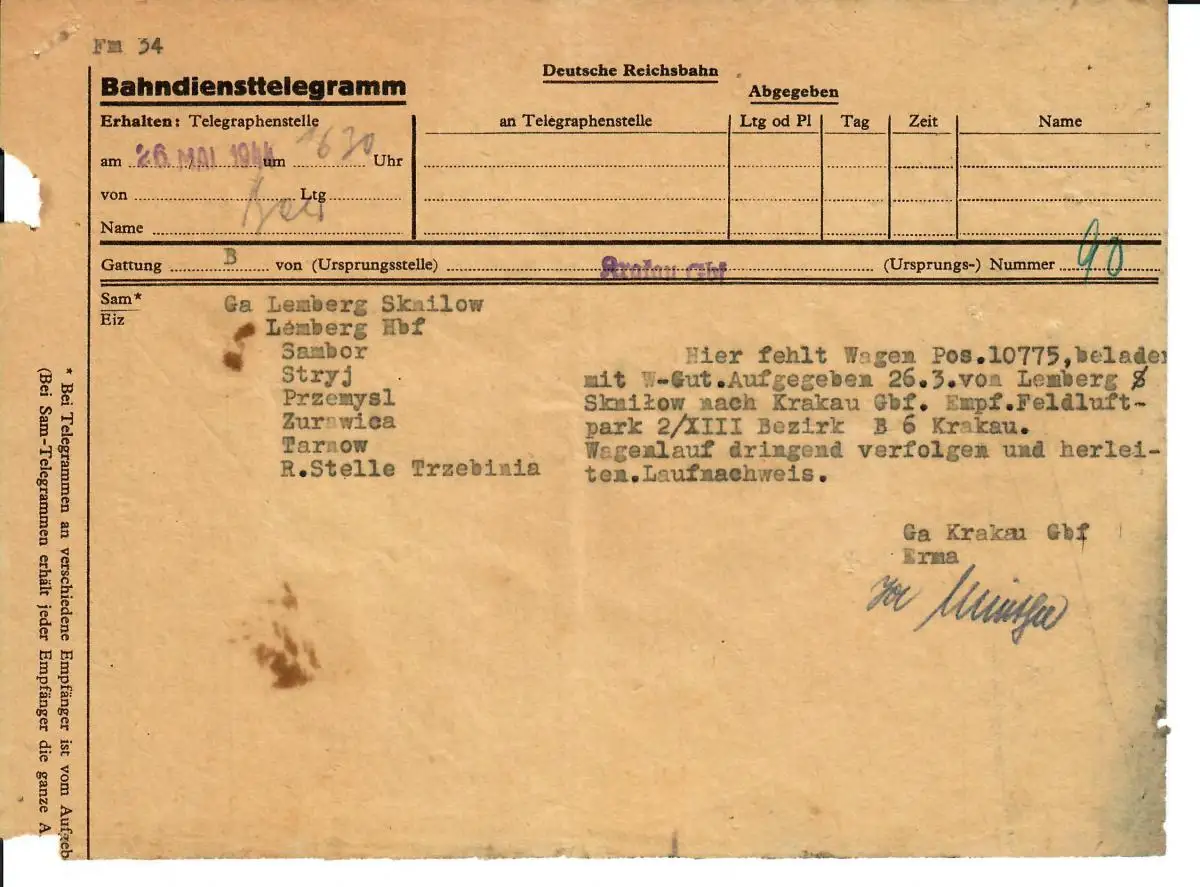 Fm 34
Deutsche Reichsbahn
Bahndiensttelegramm
Abgegeben
Erhalten: Telegraphenstelle
an Telegraphenstelle
Ltg od Pl
Tag
Zeit
Name
am 26. MAI 1944 um 1630 Uhr
von Ltg
Name
Gattung B von (Ursprungsstelle) Krakau Gbf (Ursprungs-) Nummer 90
Sam*
Eiz
Ga Lemberg Sknilow
Lemberg Hbf
Sambor
Stryj
Przemysl
Zurawica
Tarnow
R.Stelle Trzebinia
Hier fehlt Wagen Pos.10775,belade
mit W-Gut.Aufgegeben 26.3.von Lemberg
Skniłow nach Krakau Gbf. Empf.Feldluft-
park 2/XIII Bezirk B 6 Krakau.
Wagenlauf dringend verfolgen und herlei-
ten.Laufnachweis.
Ga Krakau Gbf
Erma
* Bei Telegrammen an verschiedene Empfänger ist vom Aufgeb
(Bei Sam-Telegrammen erhält jeder Empfänger die ganze A